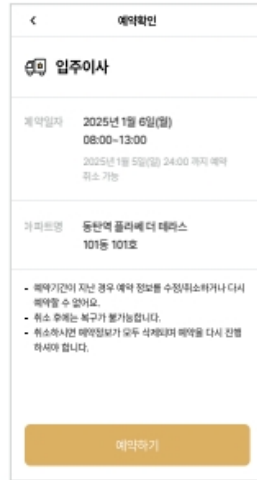 예약확인
입주이사
예약일자 2025년 1월 6일(월)
08:00~13:00
2025년 1월 5일(일) 24:00 까지 예약
취소 가능
아파트명 동탄역 플라쎄 더 테라스
101동 101호
- 예약기간이 지난 경우 예약 정보를 수정/취소하거나 다시
예약할 수 없어요.
- 취소 후에는 복구가 불가능합니다.
- 취소하시면 예약정보가 모두 삭제되며 예약을 다시 진행
하셔야 합니다.
예약하기